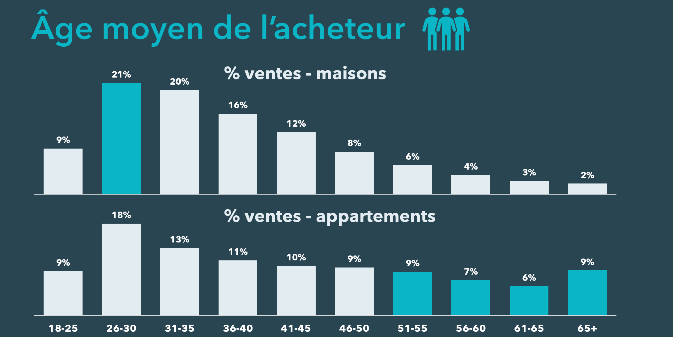 Âge moyen de l'acheteur
% ventes - maisons
9% 21% 20% 16% 12% 8% 6% 4% 3% 2%
% ventes - appartements
9% 18% 13% 11% 10% 9% 9% 7% 6% 9%
18-25 26-30 31-35 36-40 41-45 46-50 51-55 56-60 61-65 65+